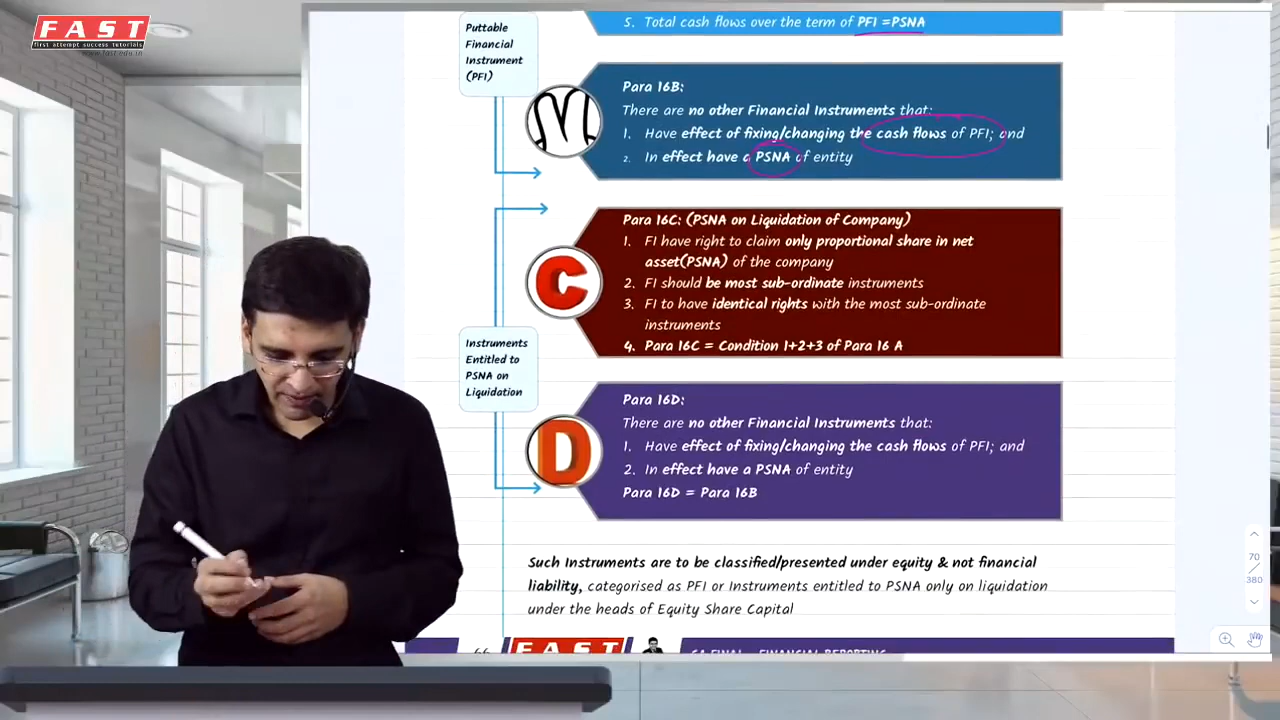 FAST
first attempt success tutorials
www.fast.edu.in
5. Total cash flows over the term of PFI =PSNA
Puttable
Financial
Instrument
(PFI)
M
Para 16B:
There are no other Financial Instruments that:
1. Have effect of fixing/changing the cash flows of PFI; and
2. In effect have a PSNA of entity
Instruments
Entitled to
PSNA on
Liquidation
C
Para 16C: (PSNA on Liquidation of Company)
1. FI have right to claim only proportional share in net
asset(PSNA) of the company
2. FI should be most sub-ordinate instruments
3. FI to have identical rights with the most sub-ordinate
instruments
4. Para 16C = Condition 1+2+3 of Para 16 A
D
Para 16D:
There are no other Financial Instruments that:
1. Have effect of fixing/changing the cash flows of PFI; and
2. In effect have a PSNA of entity
Para 16D = Para 16B
Such Instruments are to be classified/presented under equity & not financial
liability, categorised as PFI or Instruments entitled to PSNA only on liquidation
under the heads of Equity Share Capital
66
FAST
CA FINAL - FINANCIAL REPORTING
70
/
380